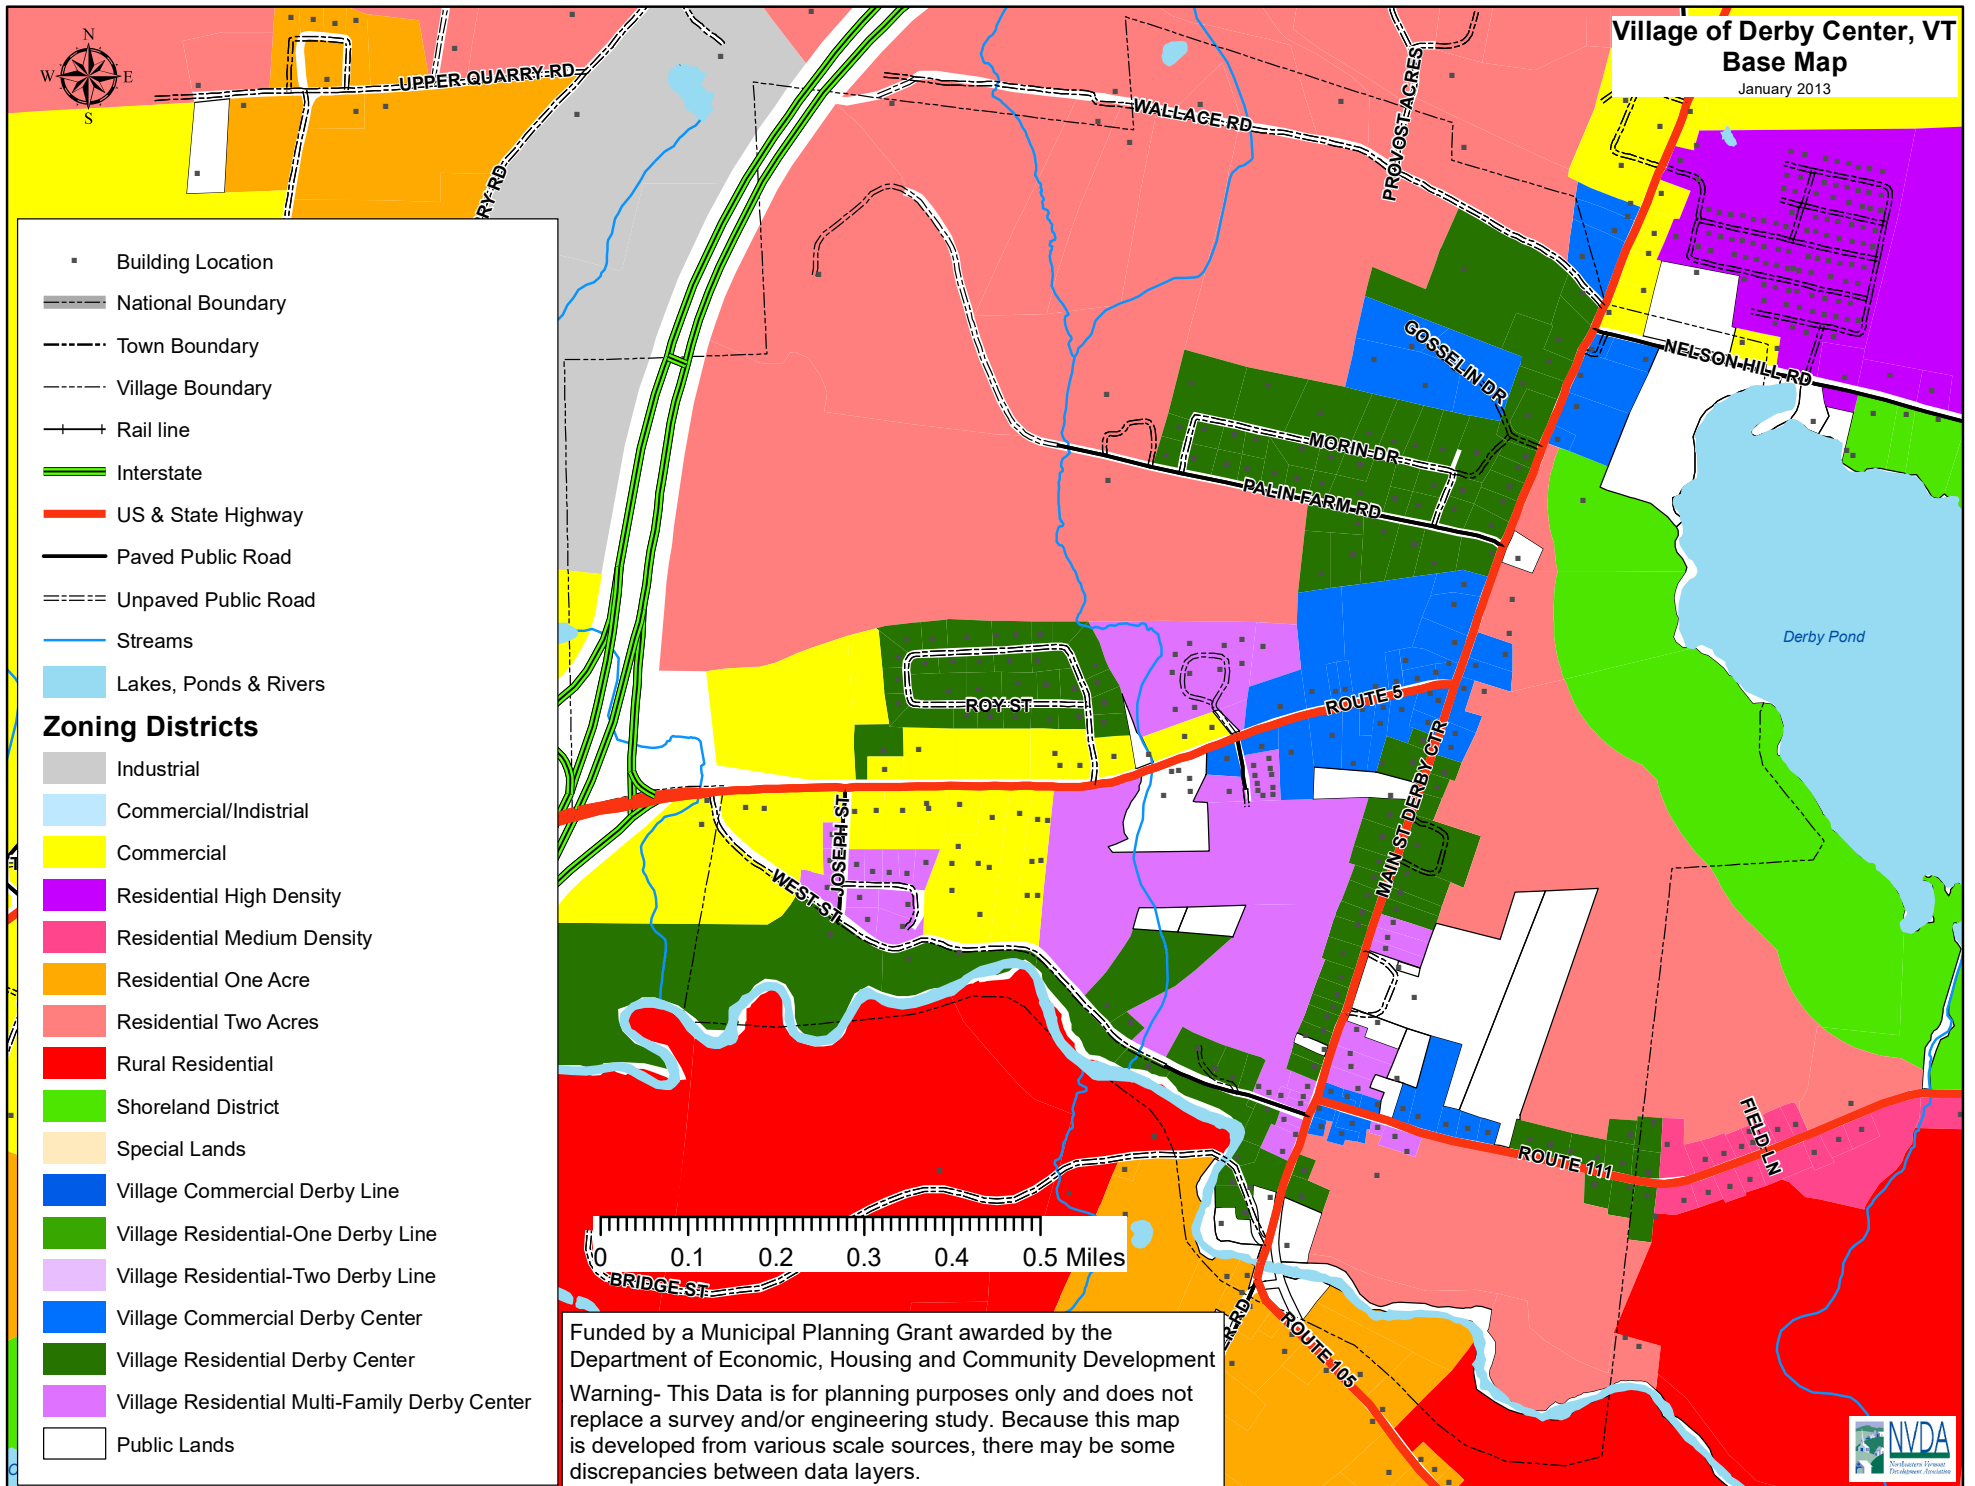 Village of Derby Center, VT
Base Map
January 2013
N
W
E
S
UPPER QUARRY RD
RY RD
WALLACE RD
PROVOST ACRES
GOSSELIN DR
NELSON HILL RD
MORIN DR
PALIN FARM RD
Derby Pond
ROY ST
ROUTE 5
MAIN ST DERBY CTR
JOSEPH ST
WEST ST
FIELD LN
ROUTE 111
BRIDGE ST
R RD
ROUTE 105
Building Location
National Boundary
Town Boundary
Village Boundary
Rail line
Interstate
US & State Highway
Paved Public Road
Unpaved Public Road
Streams
Lakes, Ponds & Rivers
Zoning Districts
Industrial
Commercial/Indistrial
Commercial
Residential High Density
Residential Medium Density
Residential One Acre
Residential Two Acres
Rural Residential
Shoreland District
Special Lands
Village Commercial Derby Line
Village Residential-One Derby Line
Village Residential-Two Derby Line
Village Commercial Derby Center
Village Residential Derby Center
Village Residential Multi-Family Derby Center
Public Lands
0 0.1 0.2 0.3 0.4 0.5 Miles
Funded by a Municipal Planning Grant awarded by the
Department of Economic, Housing and Community Development
Warning- This Data is for planning purposes only and does not
replace a survey and/or engineering study. Because this map
is developed from various scale sources, there may be some
discrepancies between data layers.
NVDA
Northeastern Vermont
Development Association